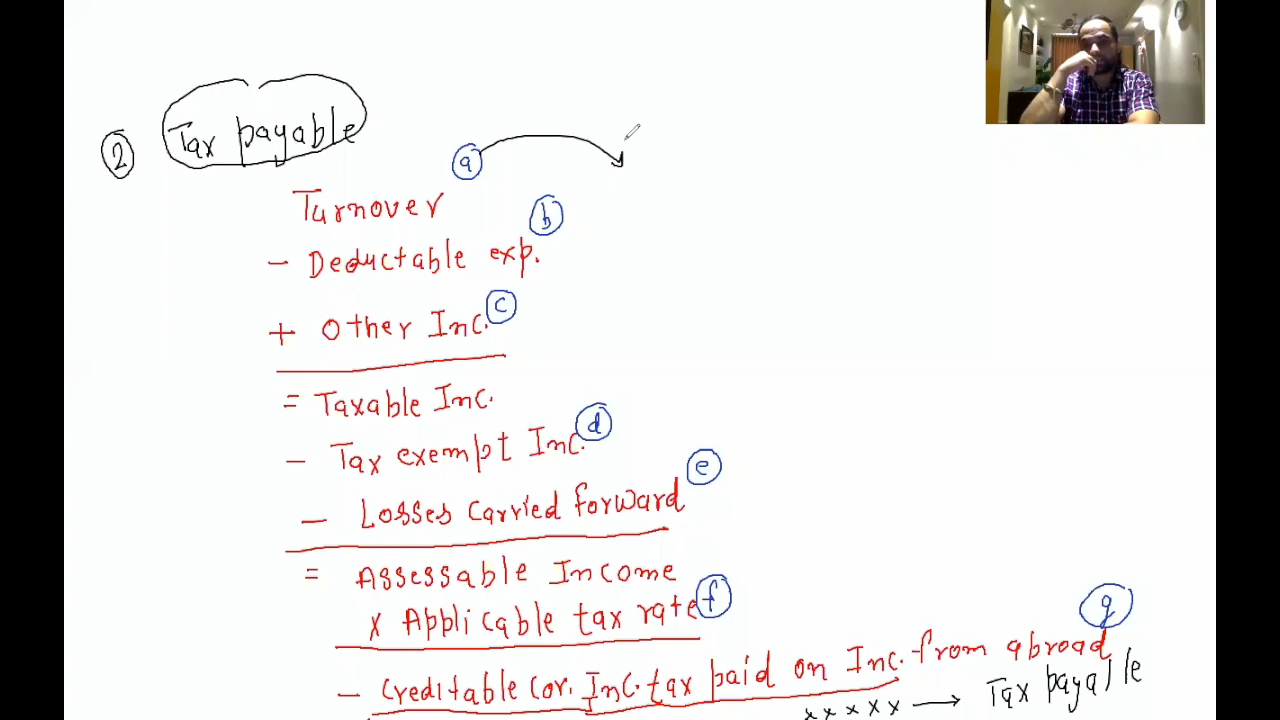 ② Tax payable
ⓐ
Turnover
ⓑ
- Deductable exp.
+ Other Inc. ⓒ
= Taxable Inc.
- Tax exempt Inc. ⓓ
- Losses carried forward ⓔ
= Assessable Income
x Applicable tax rate ⓕ
- Creditable cor. Inc. tax paid on Inc. from abroad ⓖ
x x x x x → Tax payable